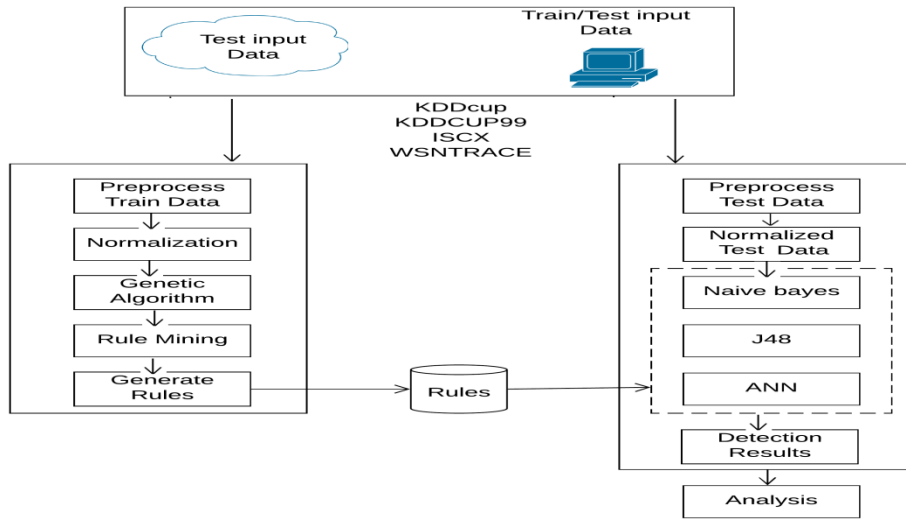 Test input
Data
Train/Test input
Data
KDDcup
KDDCUP99
ISCX
WSNTRACE
Preprocess
Train Data
Normalization
Genetic
Algorithm
Rule Mining
Generate
Rules
Rules
Preprocess
Test Data
Normalized
Test Data
Naive bayes
J48
ANN
Detection
Results
Analysis